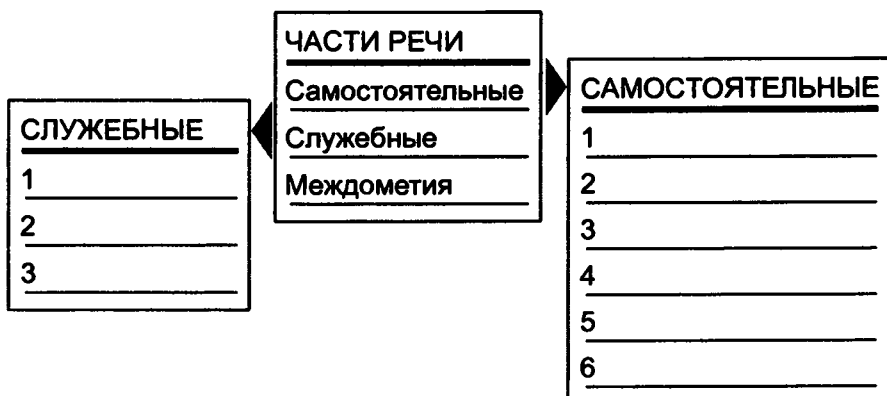 ЧАСТИ РЕЧИ
Самостоятельные
Служебные
Междометия
СЛУЖЕБНЫЕ
1
2
3
САМОСТОЯТЕЛЬНЫЕ
1
2
3
4
5
6